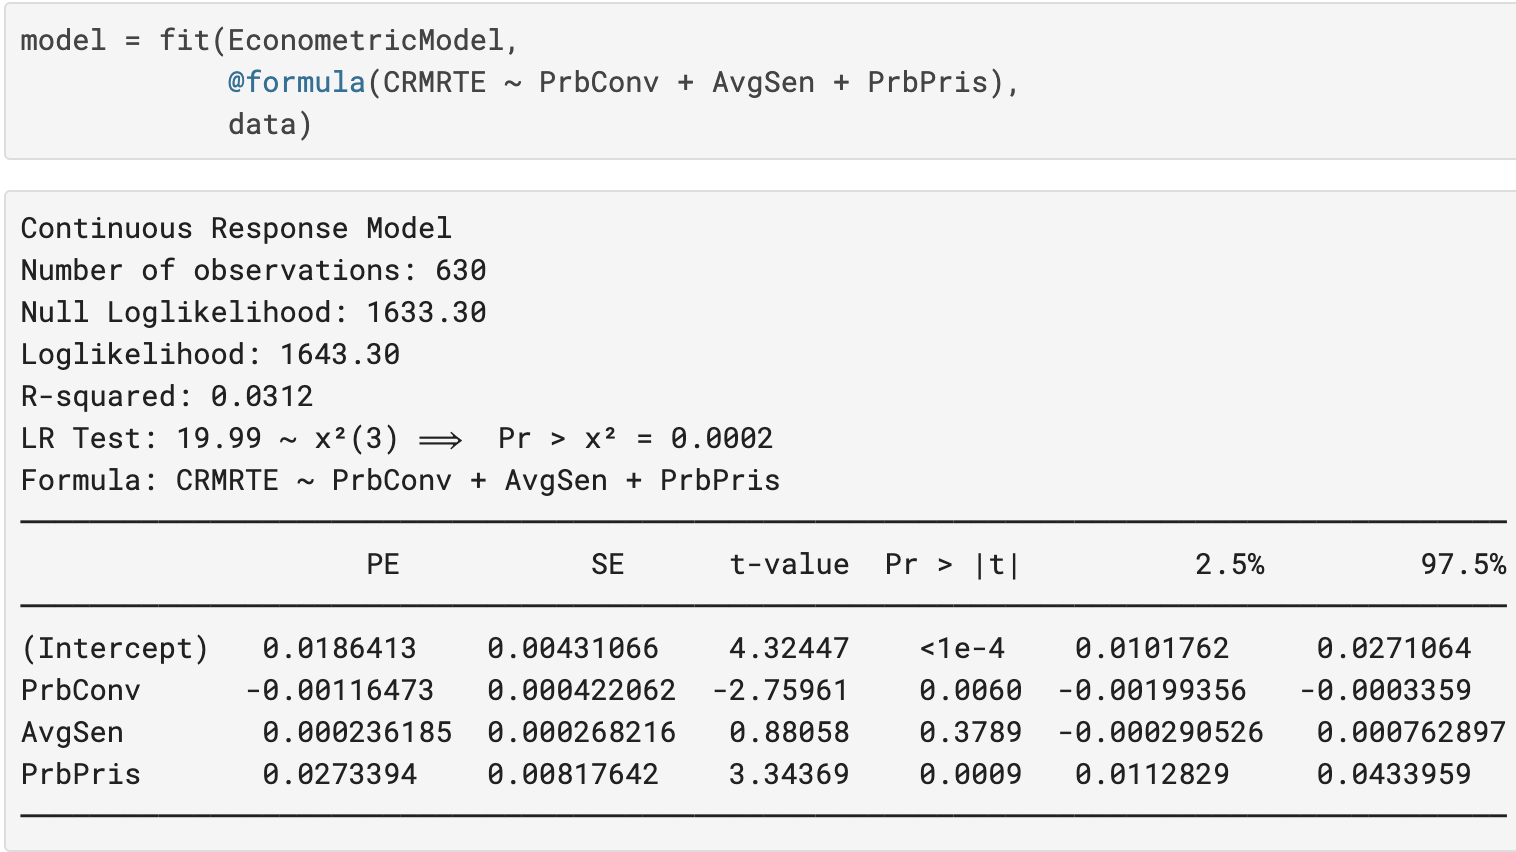 model = fit(EconometricModel,
            @formula(CRMRTE ~ PrbConv + AvgSen + PrbPris),
            data)
Continuous Response Model
Number of observations: 630
Null Loglikelihood: 1633.30
Loglikelihood: 1643.30
R-squared: 0.0312
LR Test: 19.99 ~ χ²(3) ⟹  Pr > χ² = 0.0002
Formula: CRMRTE ~ PrbConv + AvgSen + PrbPris
                    PE           SE      t-value  Pr > |t|          2.5%         97.5%
(Intercept)   0.0186413    0.00431066    4.32447    <1e-4    0.0101762     0.0271064
PrbConv      -0.00116473   0.000422062  -2.75961    0.0060  -0.00199356   -0.0003359
AvgSen        0.000236185  0.000268216   0.88058    0.3789  -0.000290526   0.000762897
PrbPris       0.0273394    0.00817642    3.34369    0.0009   0.0112829     0.0433959